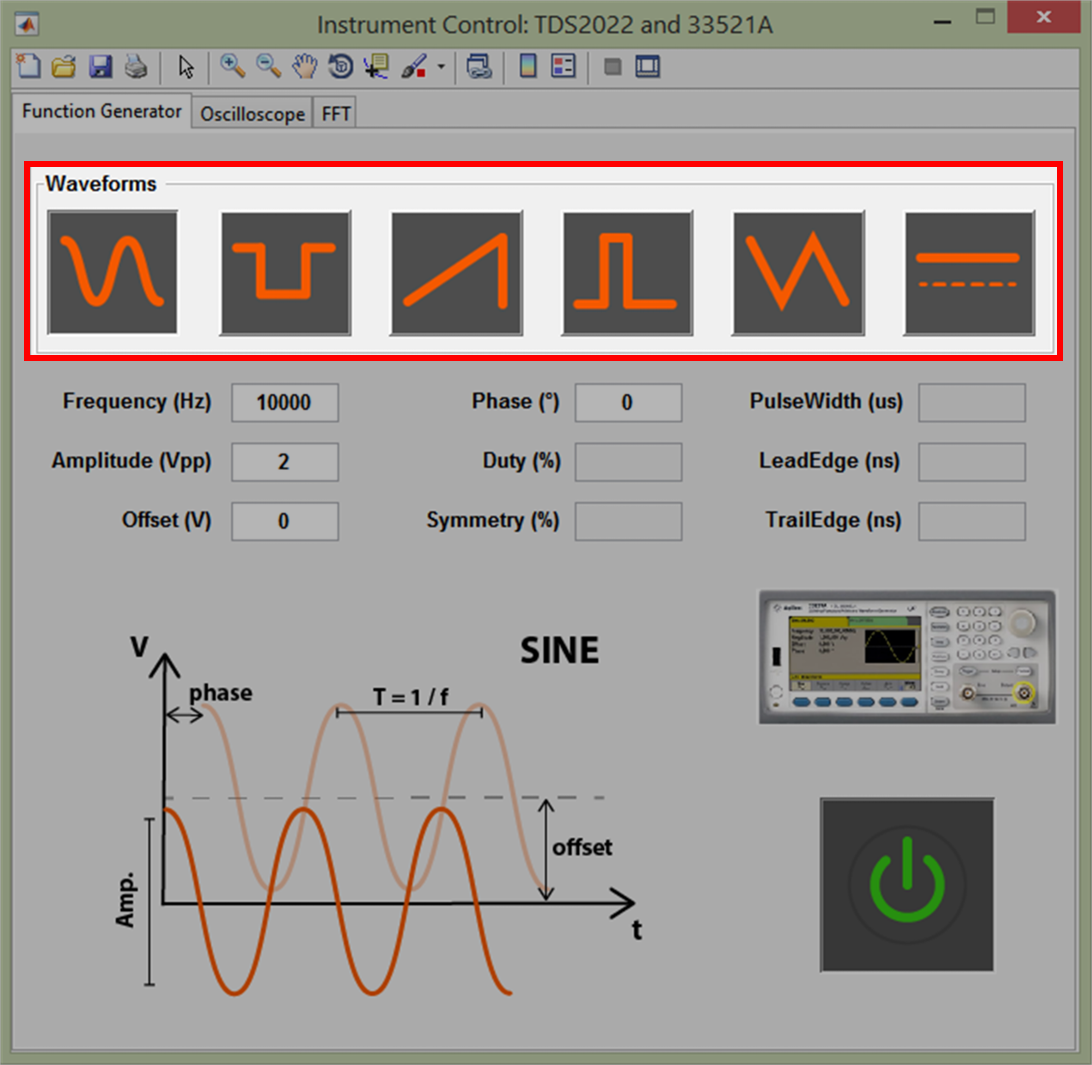 Instrument Control: TDS2022 and 33521A
Function Generator Oscilloscope FFT
Waveforms
Frequency (Hz) 10000 Phase (°) 0 PulseWidth (us)
Amplitude (Vpp) 2 Duty (%) LeadEdge (ns)
Offset (V) 0 Symmetry (%) TrailEdge (ns)
SINE
V
phase
T = 1 / f
offset
Amp.
t
Agilent